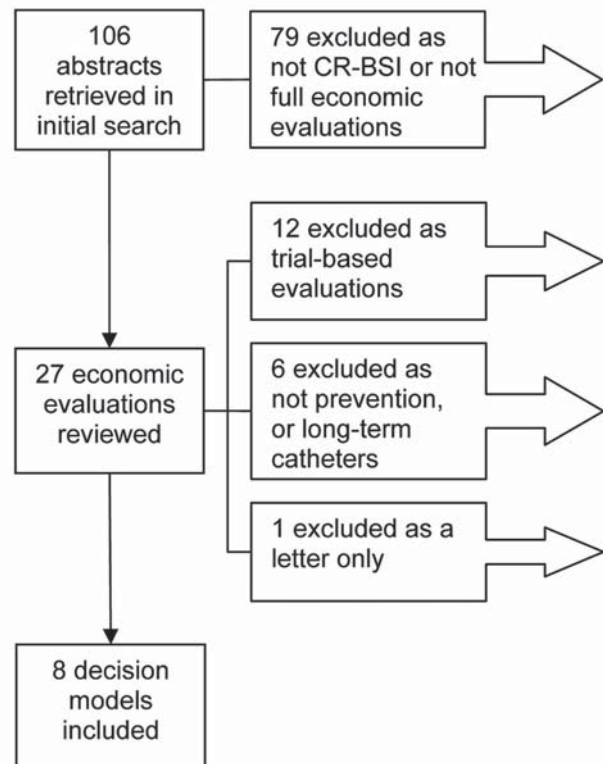 106
abstracts
retrieved in
initial search
79 excluded as
not CR-BSI or not
full economic
evaluations
12 excluded as
trial-based
evaluations
27 economic
evaluations
reviewed
6 excluded as
not prevention,
or long-term
catheters
1 excluded as a
letter only
8 decision
models
included